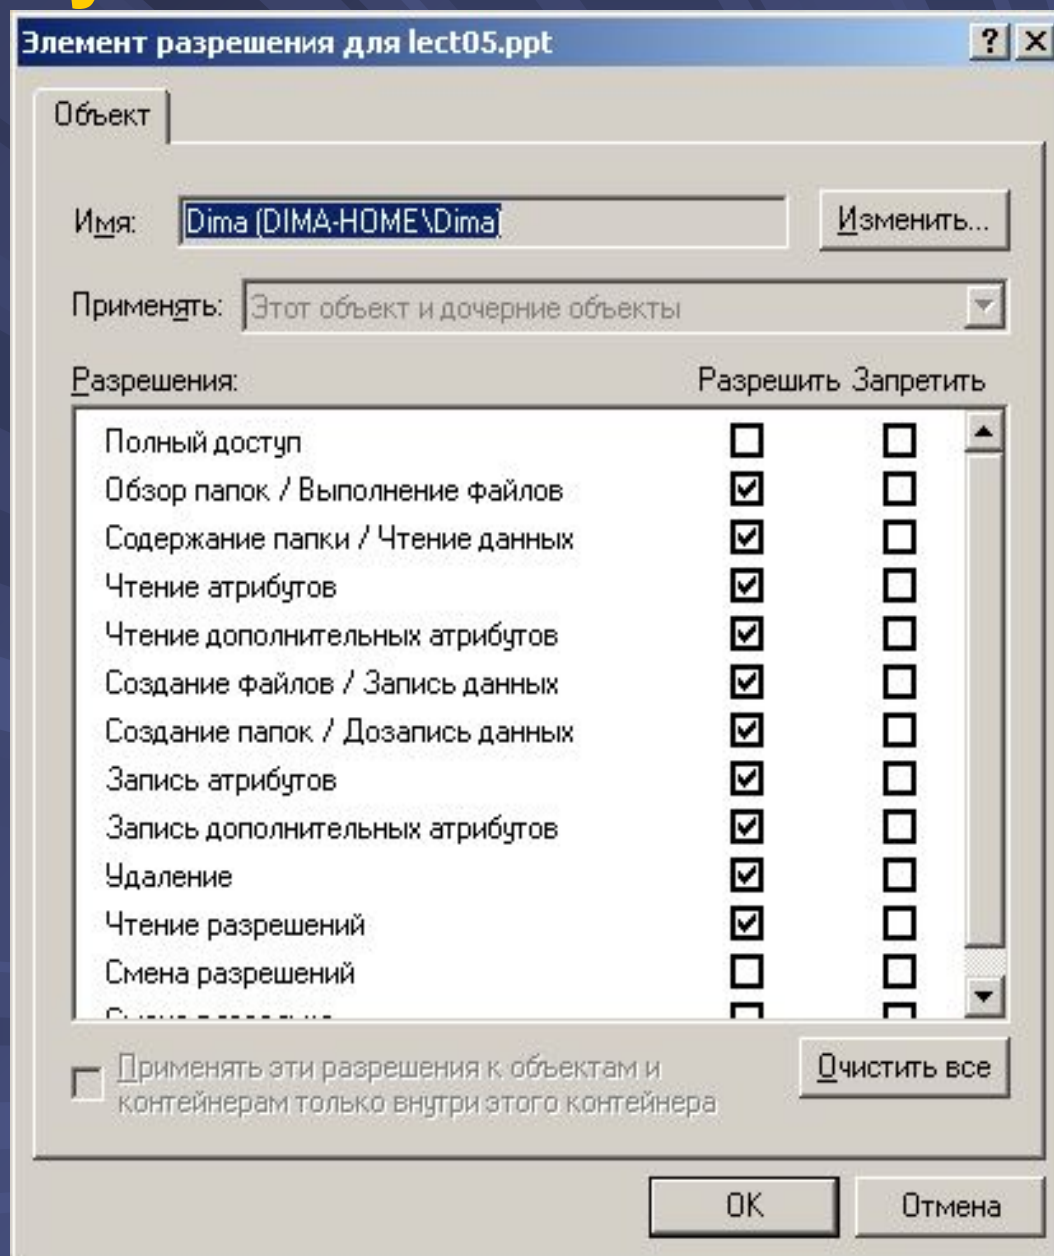 Элемент разрешения для lect05.ppt
Объект
Имя: Dima (DIMA-HOME\Dima) Изменить...
Применять: Этот объект и дочерние объекты
Разрешения: Разрешить Запретить
Полный доступ
Обзор папок / Выполнение файлов
Содержание папки / Чтение данных
Чтение атрибутов
Чтение дополнительных атрибутов
Создание файлов / Запись данных
Создание папок / Дозапись данных
Запись атрибутов
Запись дополнительных атрибутов
Удаление
Чтение разрешений
Смена разрешений
Применять эти разрешения к объектам и Очистить все
контейнерам только внутри этого контейнера
OK Отмена